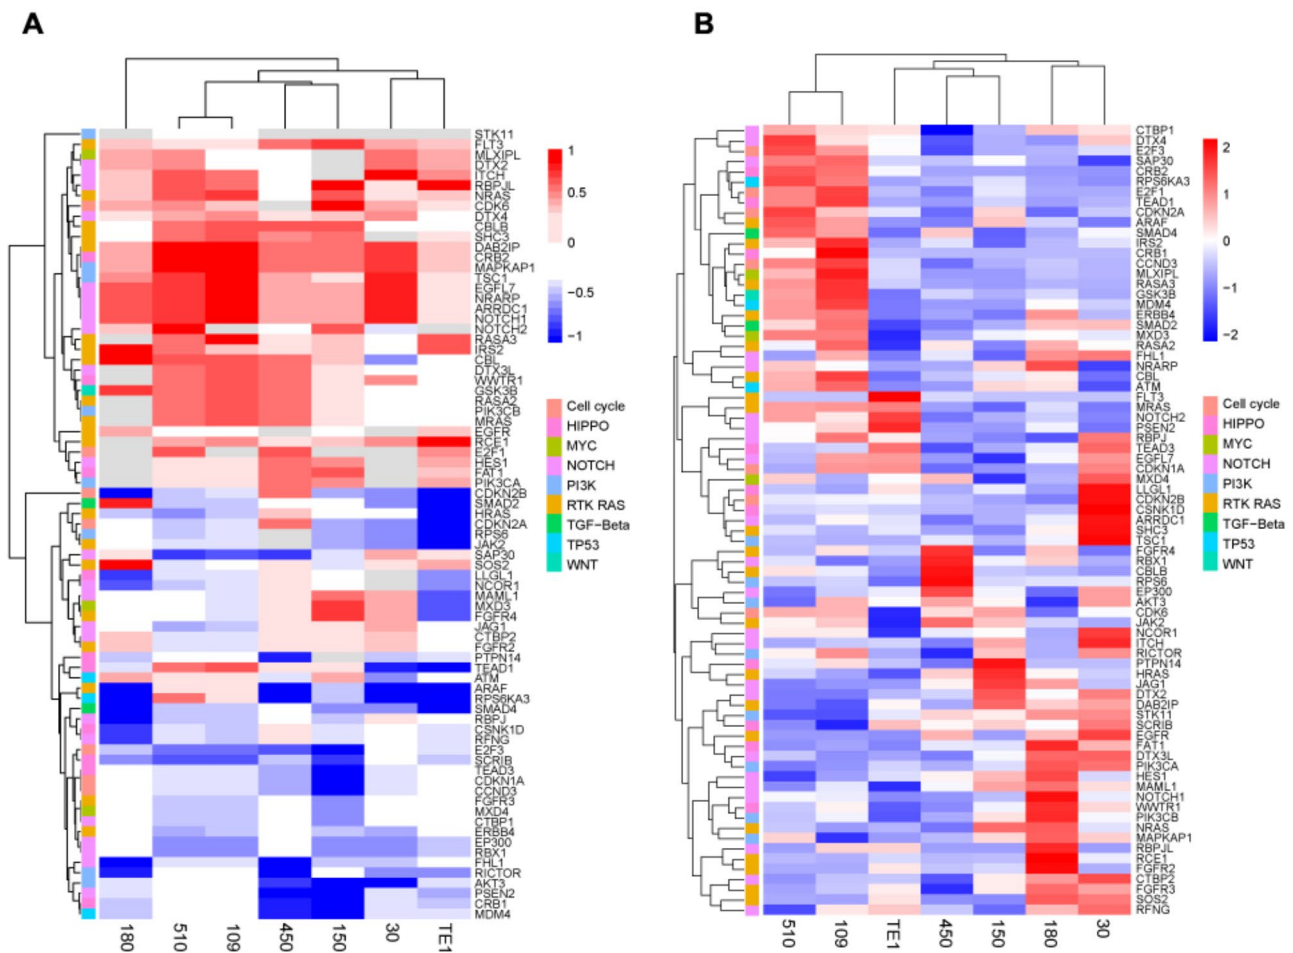 A
STK11
FLT3
MLXIPL
DTX2
ITCH
RBPJL
NRAS
CDK6
DTX4
CBLB
SHC3
DAB2IP
CRB2
MAPKAP1
TSC1
EGFL7
NRARP
ARRDC1
NOTCH1
NOTCH2
RASA3
IRS2
CBL
DTX3L
WWTR1
GSK3B
RASA2
PIK3CB
MRAS
EGFR
RCE1
E2F1
HES1
FAT1
PIK3CA
CDKN2B
SMAD2
HRAS
CDKN2A
RPS6
JAK2
SAP30
SOS2
LLGL1
NCOR1
MAML1
MXD3
FGFR4
JAG1
CTBP2
FGFR2
PTPN14
TEAD1
ATM
ARAF
RPS6KA3
SMAD4
RBPJ
CSNK1D
RFNG
E2F3
SCRIB
TEAD3
CDKN1A
CCND3
FGFR3
MXD4
CTBP1
ERBB4
EP300
RBX1
FHL1
RICTOR
AKT3
PSEN2
CRB1
MDM4
180
510
109
450
150
30
TE1
1
0.5
0
−0.5
−1
Cell cycle
HIPPO
MYC
NOTCH
PI3K
RTK RAS
TGF−Beta
TP53
WNT
B
CTBP1
DTX4
E2F3
SAP30
CRB2
RPS6KA3
E2F1
TEAD1
CDKN2A
ARAF
SMAD4
IRS2
CRB1
CCND3
MLXIPL
RASA3
GSK3B
MDM4
ERBB4
SMAD2
MXD3
RASA2
FHL1
NRARP
CBL
ATM
FLT3
MRAS
NOTCH2
PSEN2
RBPJ
TEAD3
EGFL7
CDKN1A
MXD4
LLGL1
CDKN2B
CSNK1D
ARRDC1
SHC3
TSC1
FGFR4
RBX1
CBLB
RPS6
EP300
AKT3
CDK6
JAK2
NCOR1
ITCH
RICTOR
PTPN14
HRAS
JAG1
DTX2
DAB2IP
STK11
SCRIB
EGFR
FAT1
DTX3L
PIK3CA
HES1
MAML1
NOTCH1
WWTR1
PIK3CB
NRAS
MAPKAP1
RBPJL
RCE1
FGFR2
CTBP2
FGFR3
SOS2
RFNG
510
109
TE1
450
150
180
30
2
1
0
−1
−2
Cell cycle
HIPPO
MYC
NOTCH
PI3K
RTK RAS
TGF−Beta
TP53
WNT